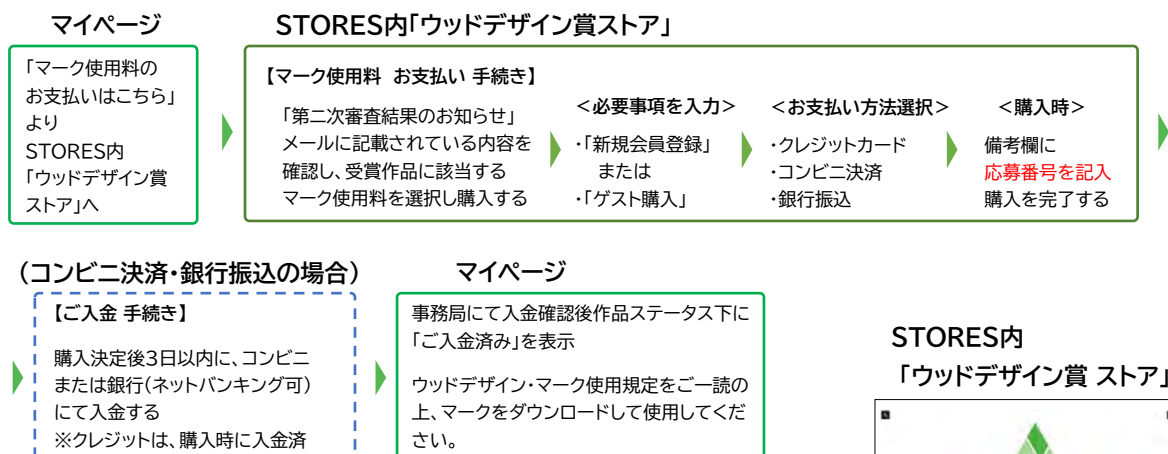 マイページ
「マーク使用料の
お支払いはこちら」
より
STORES内
「ウッドデザイン賞
ストア」へ
STORES内「ウッドデザイン賞ストア」
【マーク使用料 お支払い 手続き】
「第二次審査結果のお知らせ」
メールに記載されている内容を
確認し、受賞作品に該当する
マーク使用料を選択し購入する
＜必要事項を入力＞
・「新規会員登録」
または
・「ゲスト購入」
＜お支払い方法選択＞
・クレジットカード
・コンビニ決済
・銀行振込
＜購入時＞
備考欄に
応募番号を記入
購入を完了する
（コンビニ決済・銀行振込の場合）
【ご入金 手続き】
購入決定後3日以内に、コンビニ
または銀行（ネットバンキング可）
にて入金する
※クレジットは、購入時に入金済
マイページ
事務局にて入金確認後作品ステータス下に
「ご入金済み」を表示
ウッドデザイン・マーク使用規定をご一読の
上、マークをダウンロードして使用してくだ
さい。
STORES内
「ウッドデザイン賞 ストア」